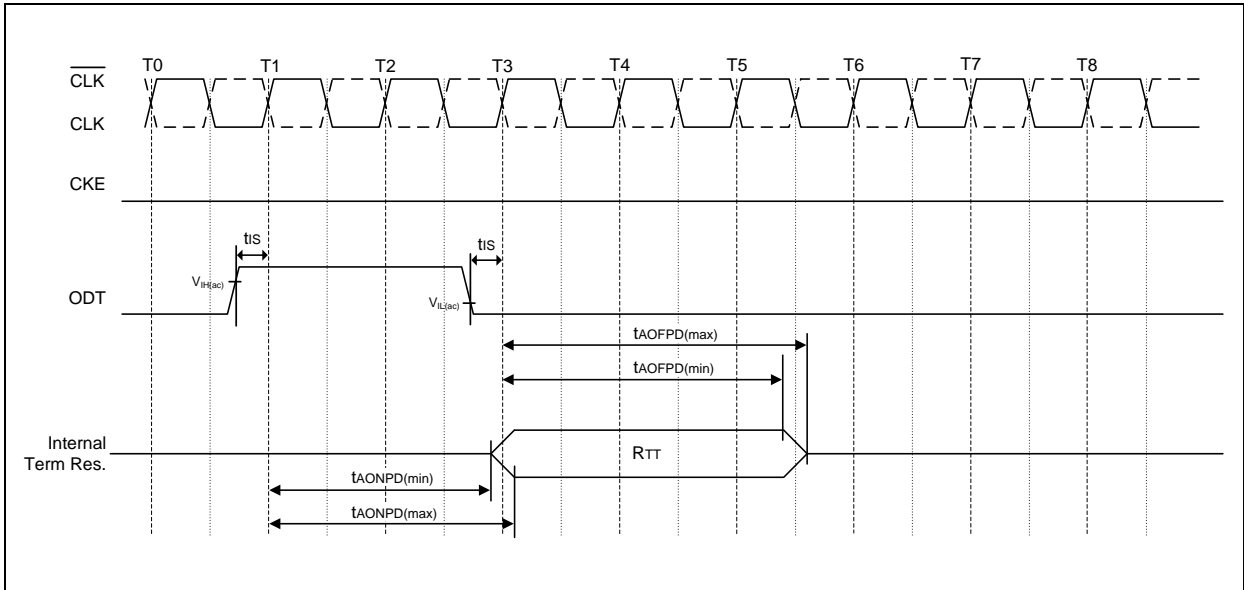 T0 T1 T2 T3 T4 T5 T6 T7 T8
CLK
CLK
CKE
tIS tIS
VIH(ac)
ODT
VIL(ac)
tAOFPD(max)
tAOFPD(min)
Internal
Term Res.
RTT
tAONPD(min)
tAONPD(max)